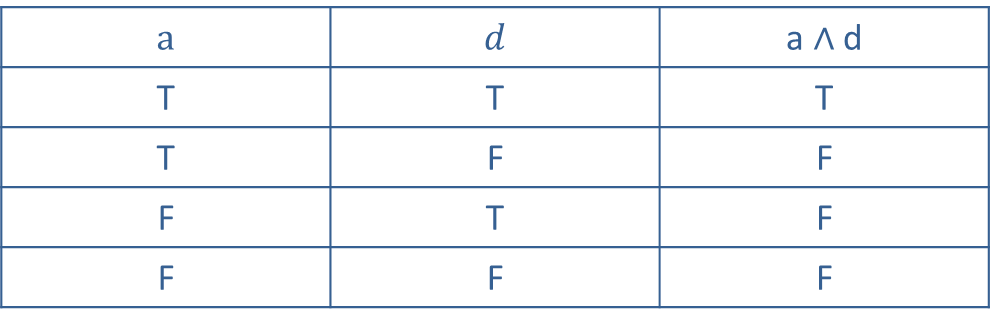 a d a ∧ d
T T T
T F F
F T F
F F F